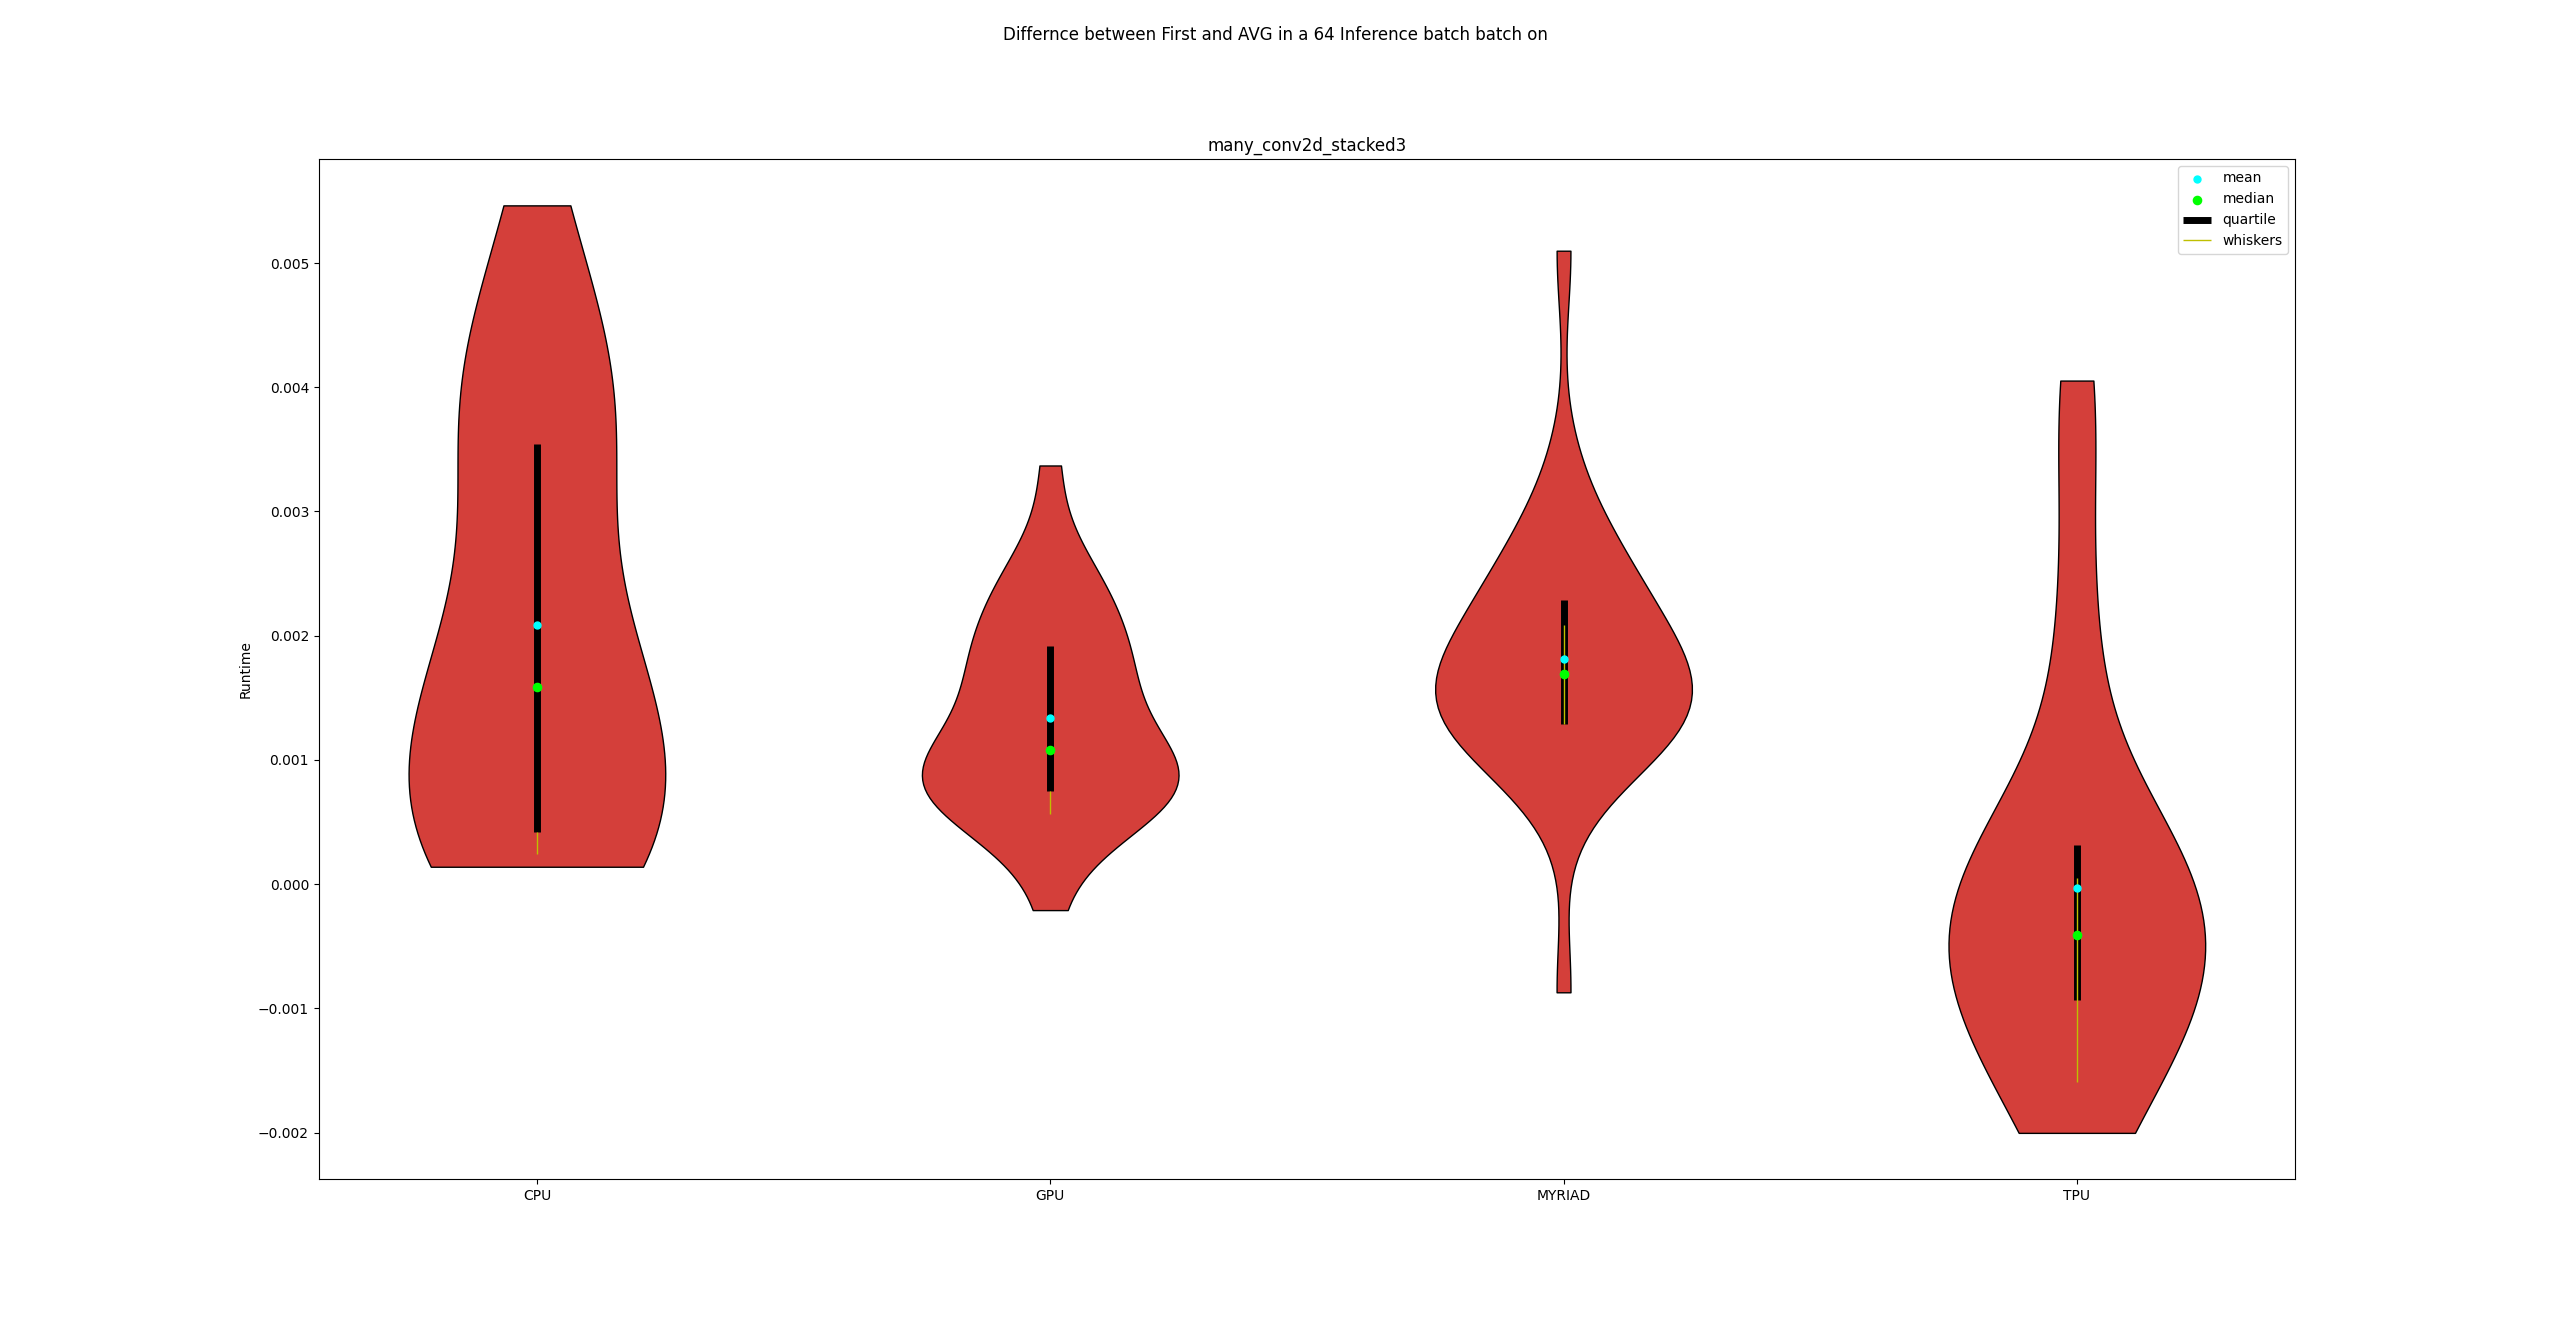 Differnce between First and AVG in a 64 Inference batch batch on
many_conv2d_stacked3
mean
median
quartile
whiskers
0.005
0.004
0.003
0.002
0.001
0.000
−0.001
−0.002
Runtime
CPU GPU MYRIAD TPU